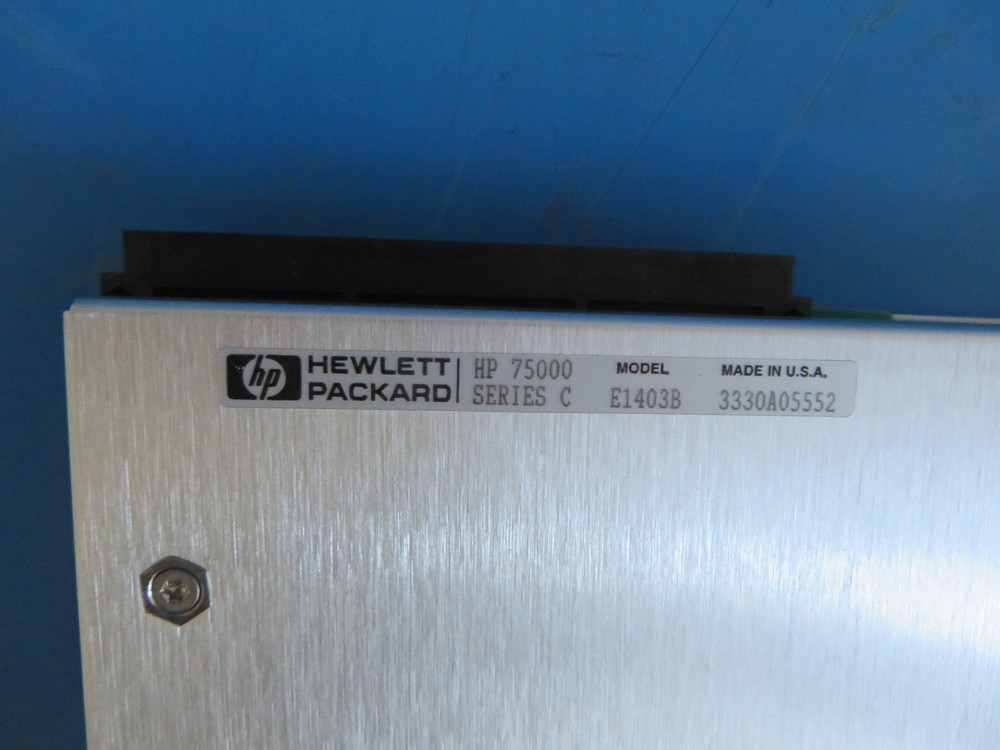 hp HEWLETT PACKARD HP 75000 SERIES C
MODEL E1403B
MADE IN U.S.A. 3330A05552